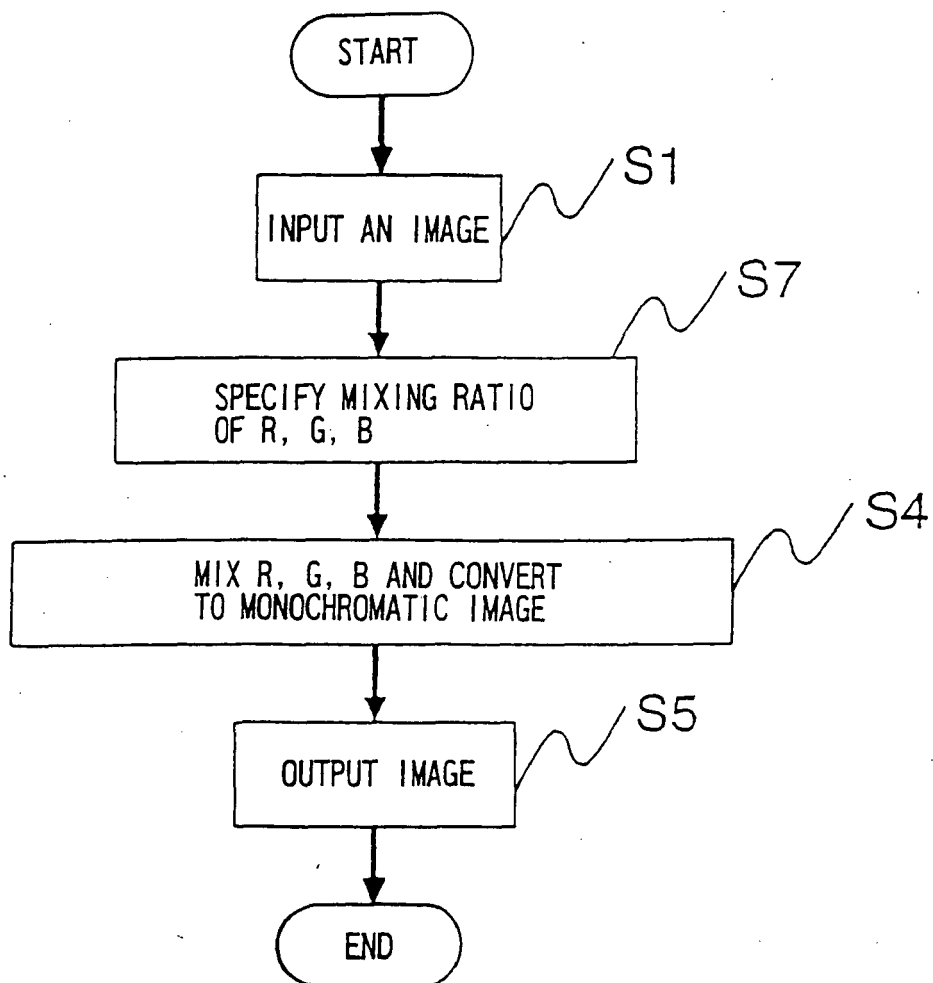 START
S1
INPUT AN IMAGE
S7
SPECIFY MIXING RATIO
OF R, G, B
S4
MIX R, G, B AND CONVERT
TO MONOCHROMATIC IMAGE
S5
OUTPUT IMAGE
END